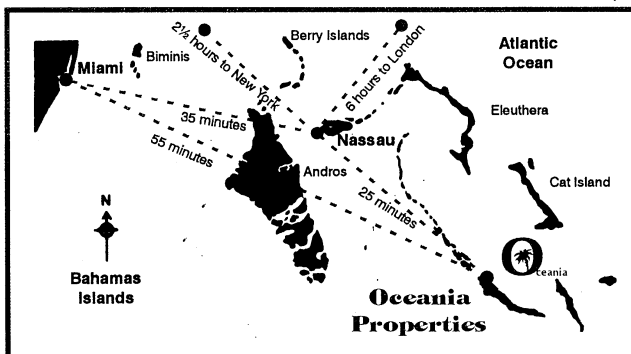 Miami
Biminis
2½ hours to New York
Berry Islands
6 hours to London
Atlantic
Ocean
Eleuthera
35 minutes
55 minutes
Nassau
Andros
25 minutes
Cat Island
N
Bahamas
Islands
Oceania
Oceania
Properties